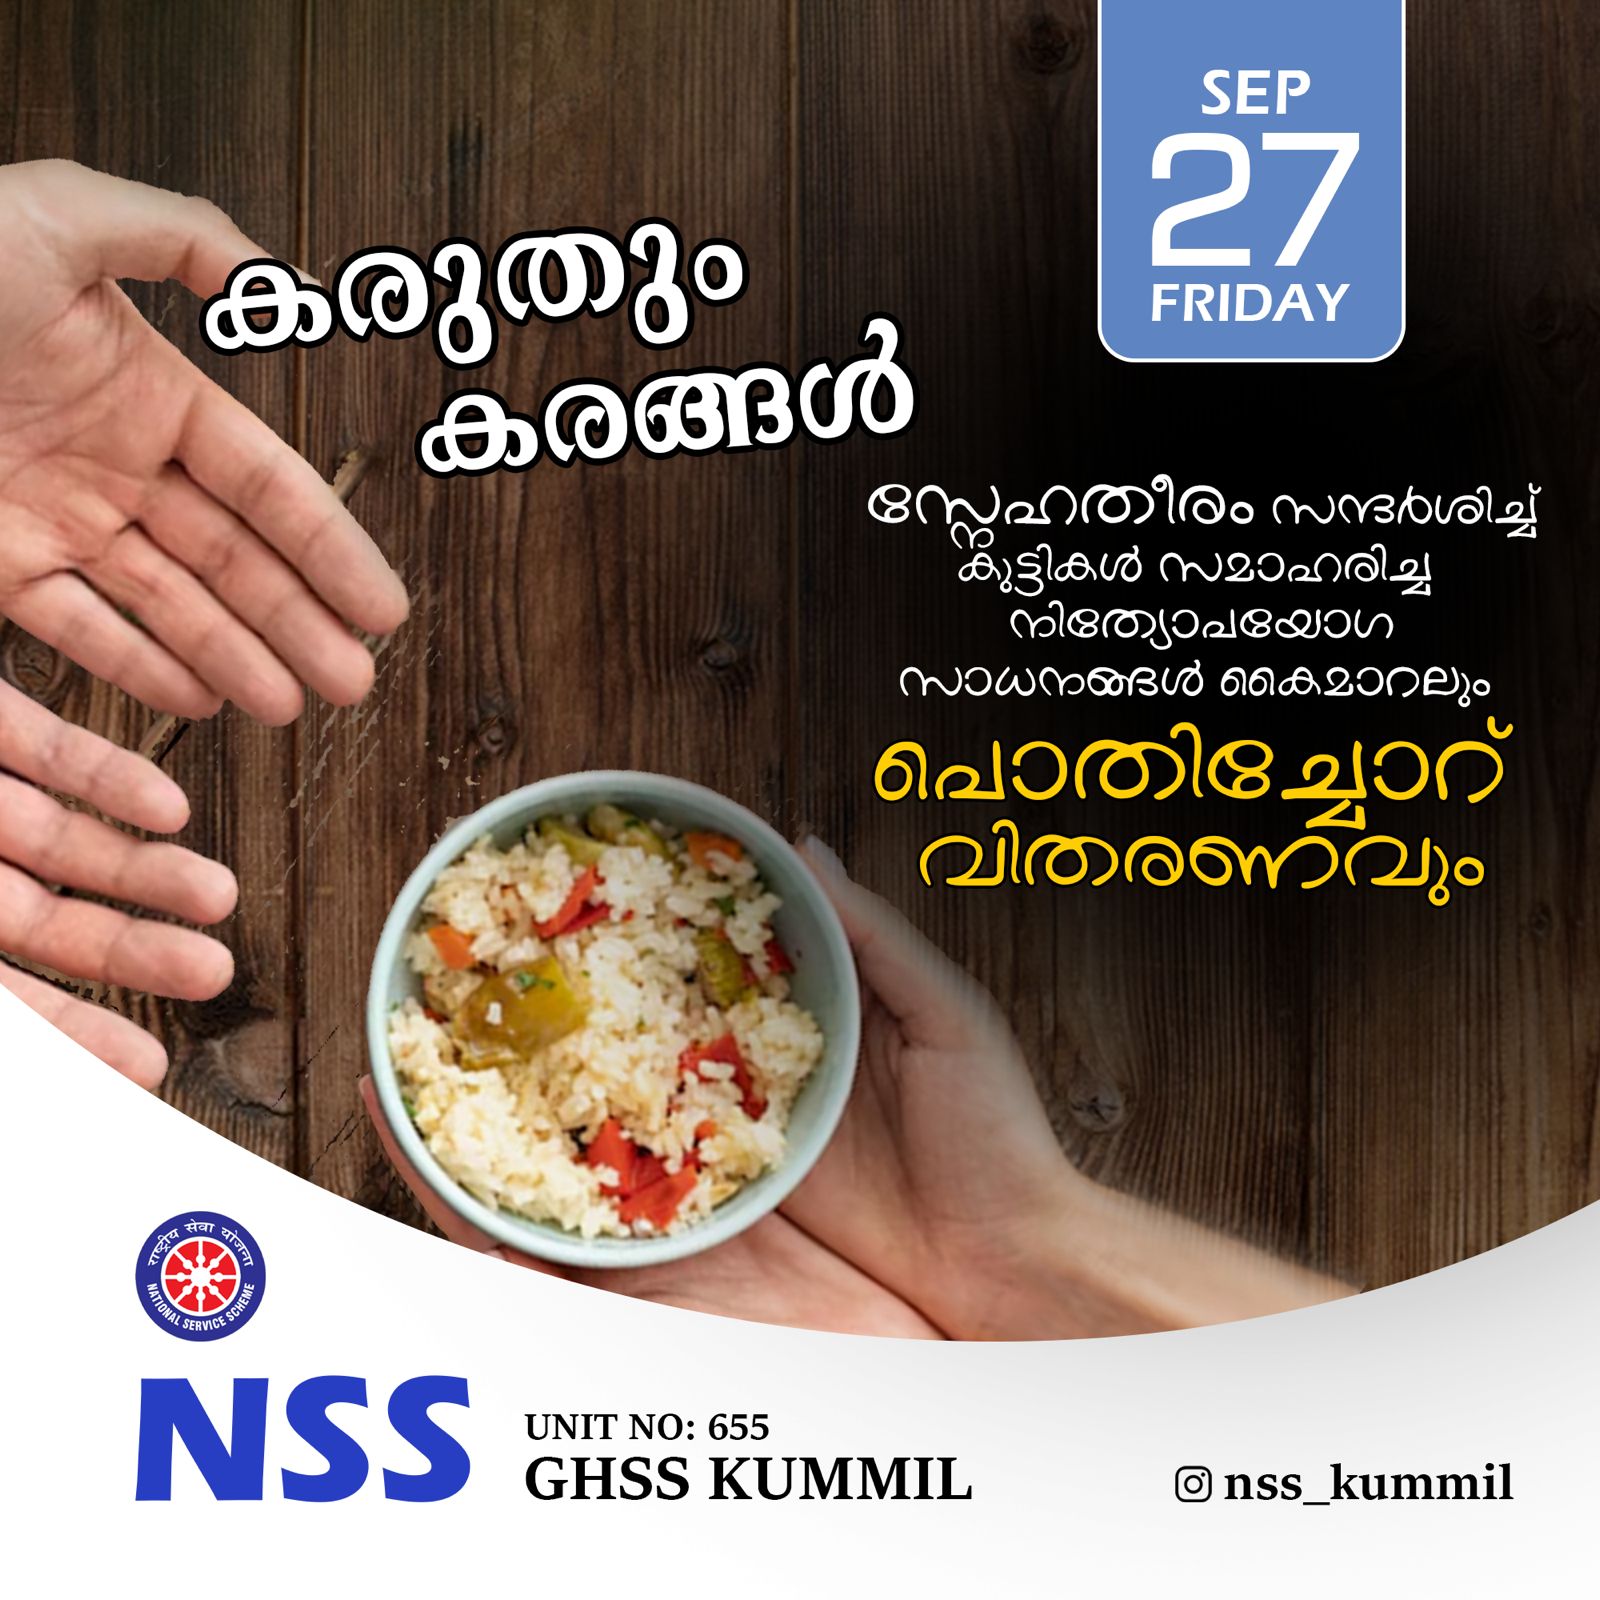 SEP
27
FRIDAY
കരുതും
കരങ്ങൾ
സ്നേഹതീരം സന്ദർശിച്ച്
കുട്ടികൾ സമാഹരിച്ച
നിത്യോപയോഗ
സാധനങ്ങൾ കൈമാറലും
പൊതിച്ചോറ്
വിതരണവും
राष्ट्रीय सेवा योजना
NATIONAL SERVICE SCHEME
NSS
UNIT NO: 655
GHSS KUMMIL
nss_kummil